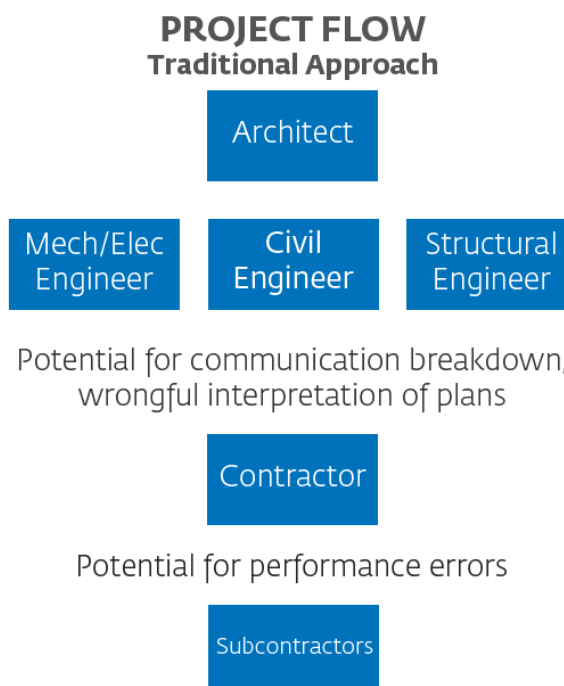 PROJECT FLOW
Traditional Approach
Architect
Mech/Elec
Engineer
Civil
Engineer
Structural
Engineer
Potential for communication breakdown,
wrongful interpretation of plans
Contractor
Potential for performance errors
Subcontractors